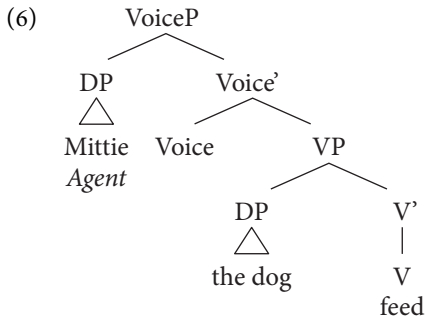 (6) VoiceP
DP Voice’
Mittie Voice VP
Agent
DP V’
the dog V
feed